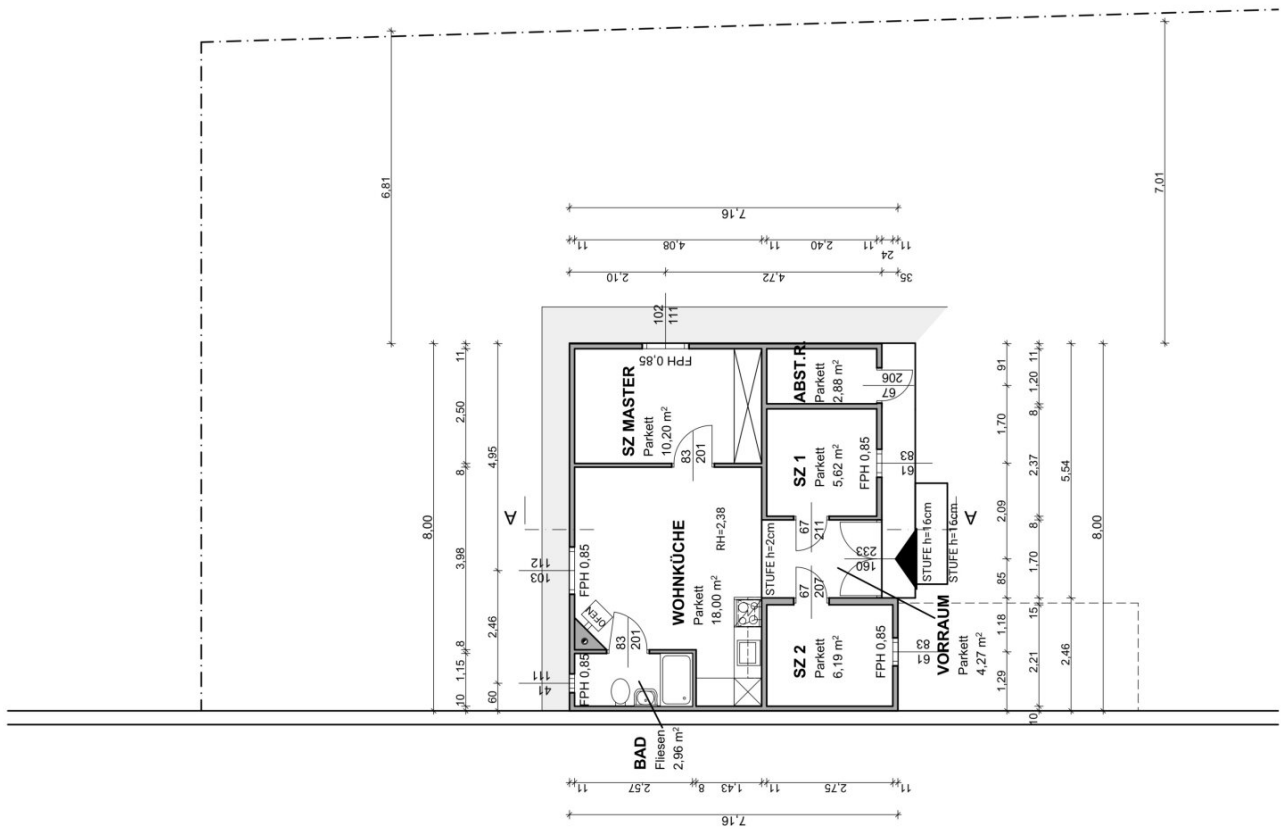 6,81
7,01
7,16
11
4,08
11
2,40
11
24
11
2,10
4,72
35
102
111
FPH 0,85
SZ MASTER
Parkett
10,20 m²
83
201
ABST.R.
Parkett
2,88 m²
206
67
SZ 1
Parkett
5,62 m²
FPH 0,85
83
61
67
211
STUFE h=2cm
233
160
STUFE h=16cm
STUFE h=16cm
A
A
WOHNKÜCHE
Parkett
18,00 m²
RH=2,38
112
103
FPH 0,85
OFEN
83
201
111
41
FPH 0,85
BAD
Fliesen
2,96 m²
67
207
SZ 2
Parkett
6,19 m²
FPH 0,85
83
61
VORRAUM
Parkett
4,27 m²
8,00
11
2,50
8
3,98
8
1,15
10
4,95
2,46
60
91
1,70
2,09
85
1,18
1,29
11
1,20
8
2,37
8
1,70
15
2,21
10
5,54
2,46
8,00
11
2,57
8
1,43
11
2,75
11
7,16